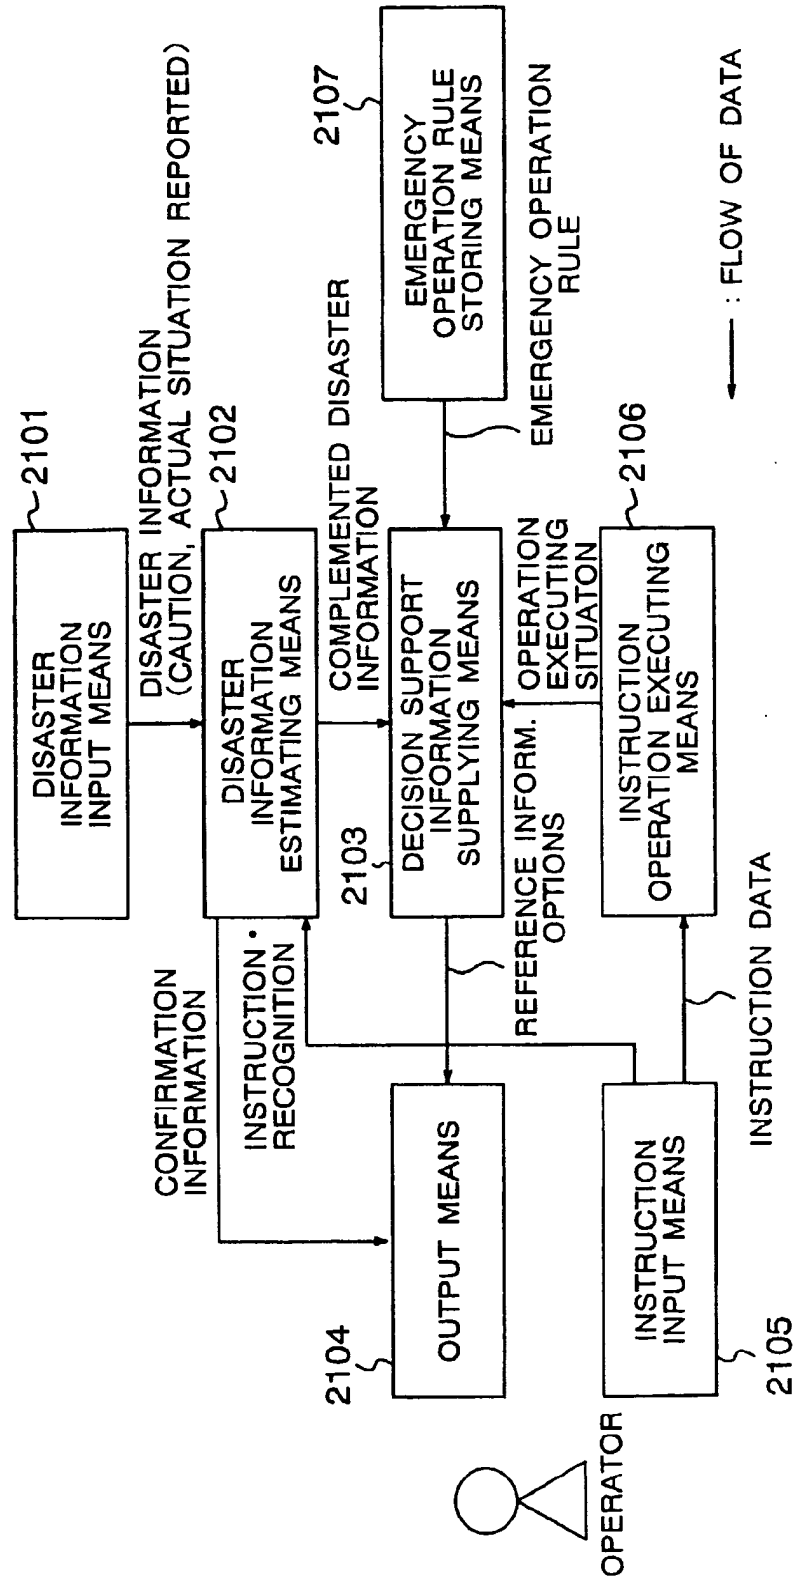 2101
DISASTER
INFORMATION
INPUT MEANS
DISASTER INFORMATION
(CAUTION, ACTUAL SITUATION REPORTED)
CONFIRMATION
INFORMATION
2102
DISASTER
INFORMATION
ESTIMATING MEANS
INSTRUCTION •
RECOGNITION
COMPLEMENTED DISASTER
INFORMATION
2107
EMERGENCY
OPERATION RULE
STORING MEANS
2104
OUTPUT MEANS
2103
DECISION SUPPORT
INFORMATION
SUPPLYING MEANS
REFERENCE INFORM.
OPTIONS
OPERATION
EXECUTING
SITUATON
EMERGENCY OPERATION
RULE
OPERATOR
INSTRUCTION
INPUT MEANS
2105
INSTRUCTION
OPERATION EXECUTING
MEANS
2106
INSTRUCTION DATA
: FLOW OF DATA